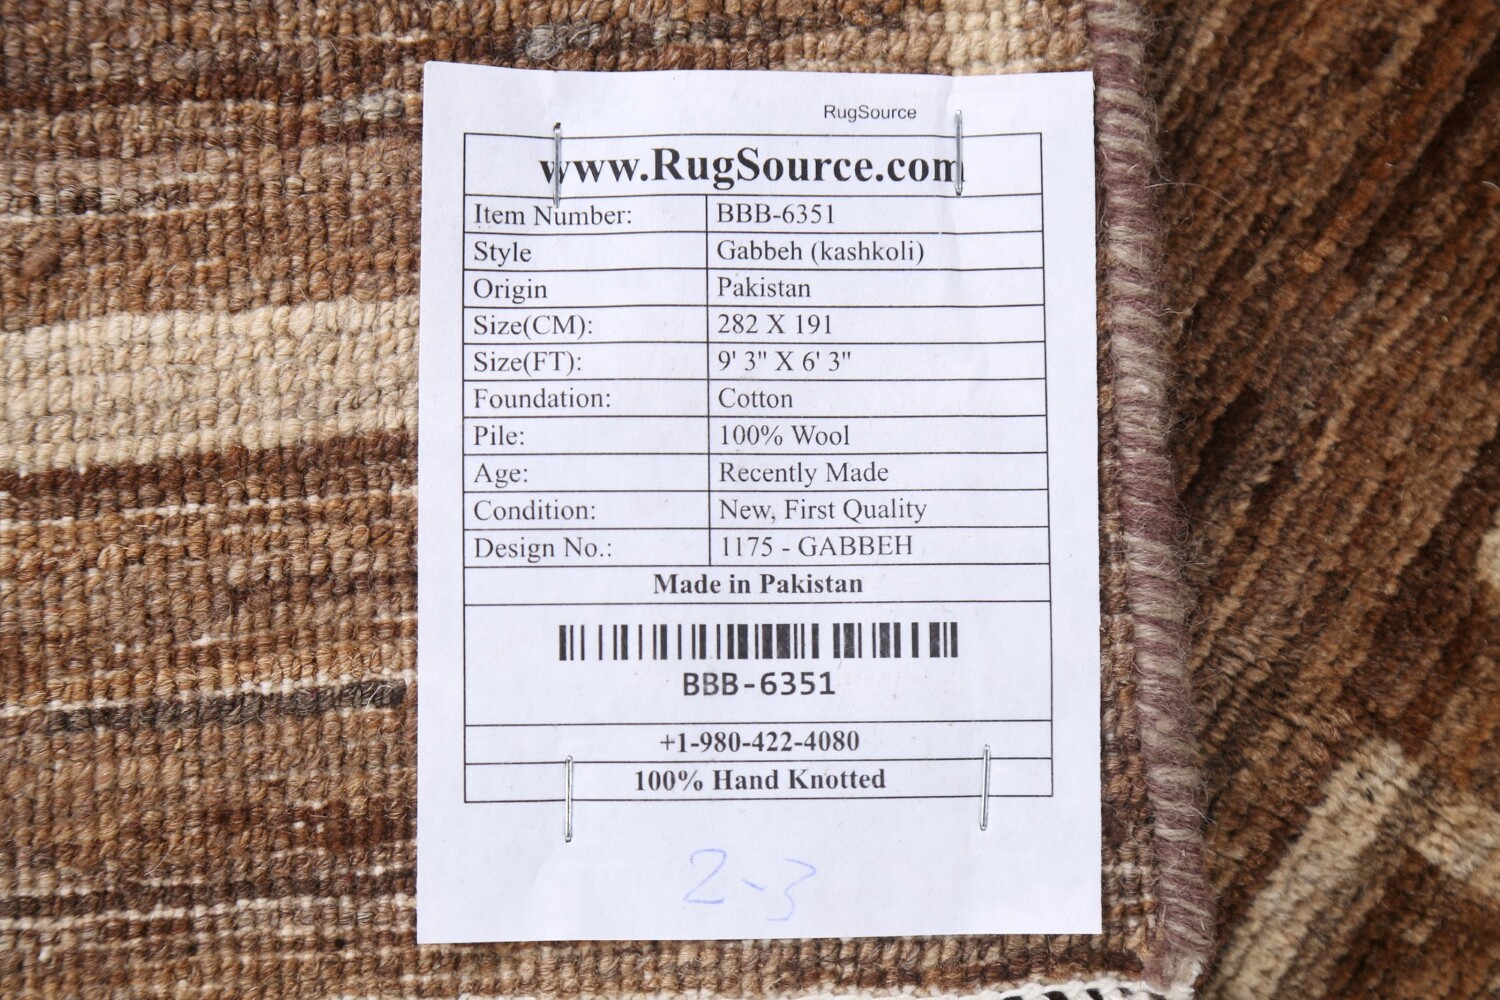 RugSource
www.RugSource.com
Item Number: BBB-6351
Style Gabbeh (kashkoli)
Origin Pakistan
Size(CM): 282 X 191
Size(FT): 9' 3" X 6' 3"
Foundation: Cotton
Pile: 100% Wool
Age: Recently Made
Condition: New, First Quality
Design No.: 1175 - GABBEH
Made in Pakistan
BBB-6351
+1-980-422-4080
100% Hand Knotted
2-3